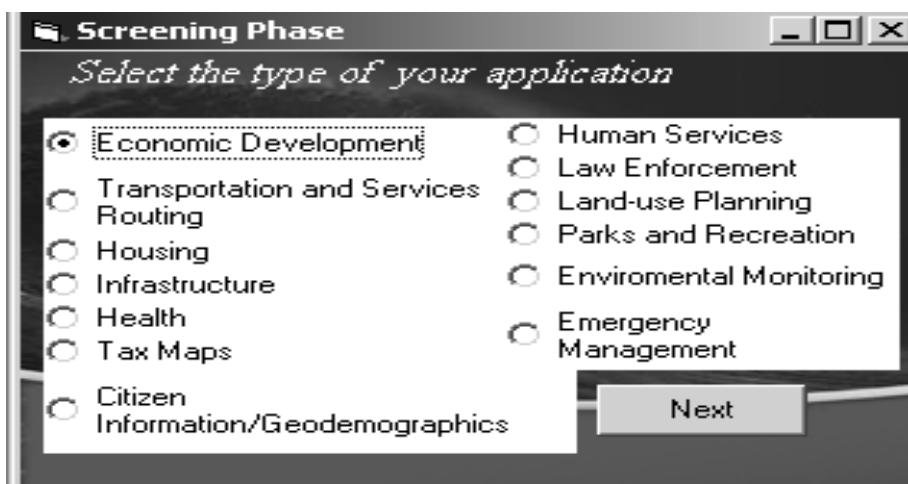 Screening Phase
Select the type of your application
Economic Development
Transportation and Services
Routing
Housing
Infrastructure
Health
Tax Maps
Citizen
Information/Geodemographics
Human Services
Law Enforcement
Land-use Planning
Parks and Recreation
Enviromental Monitoring
Emergency
Management
Next